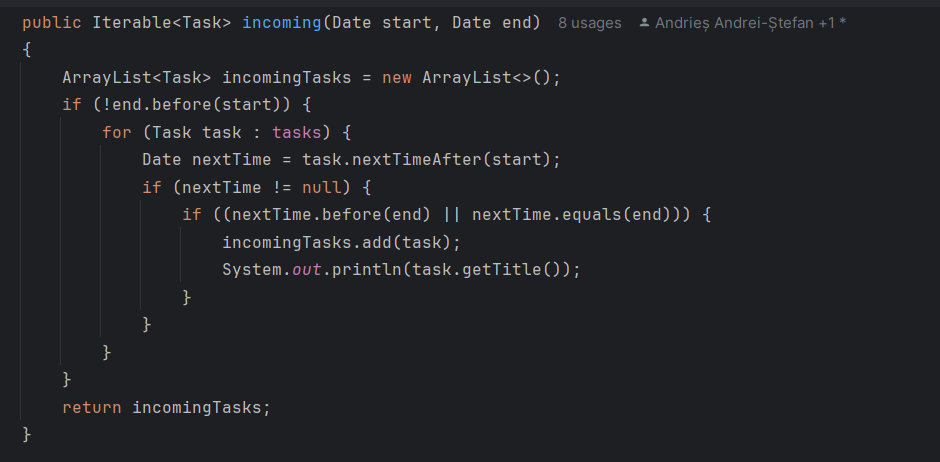 public Iterable<Task> incoming(Date start, Date end) 8 usages Andrieș Andrei-Ștefan +1 *
{
    ArrayList<Task> incomingTasks = new ArrayList<>();
    if (!end.before(start)) {
        for (Task task : tasks) {
            Date nextTime = task.nextTimeAfter(start);
            if (nextTime != null) {
                if ((nextTime.before(end) || nextTime.equals(end))) {
                    incomingTasks.add(task);
                    System.out.println(task.getTitle());
                }
            }
        }
    }
    return incomingTasks;
}